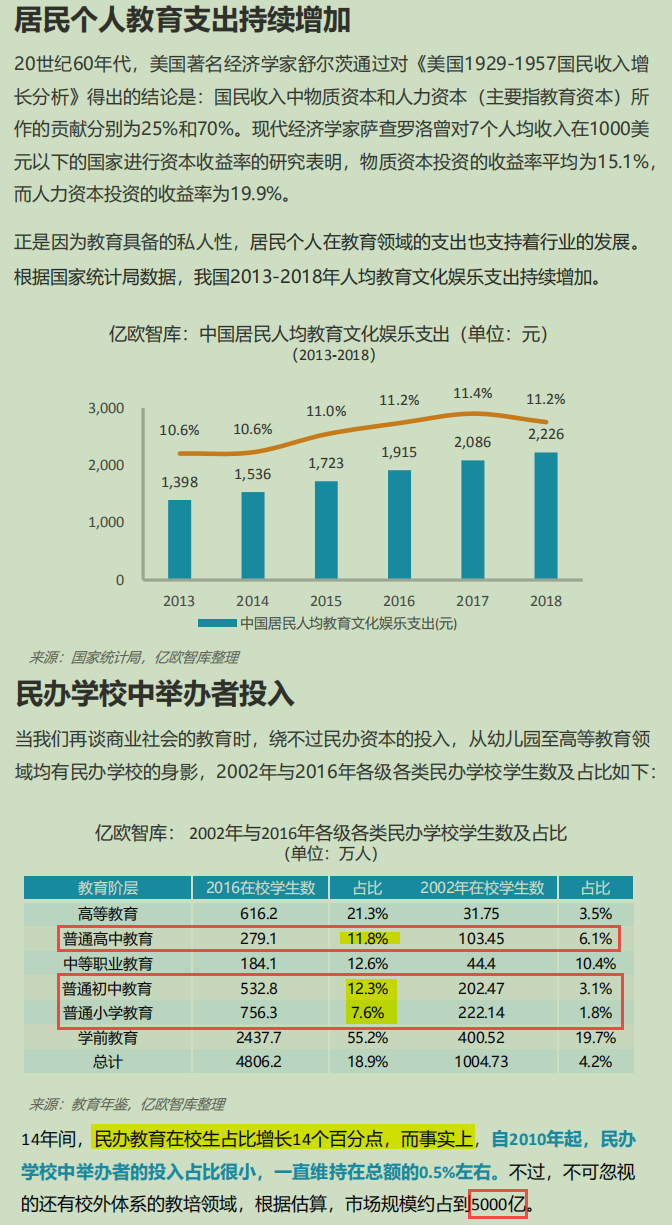 居民个人教育支出持续增加
20世纪60年代，美国著名经济学家舒尔茨通过对《美国1929-1957国民收入增
长分析》得出的结论是：国民收入中物质资本和人力资本（主要指教育资本）所
作的贡献分别为25%和70%。现代经济学家萨查罗洛曾对7个人均收入在1000美
元以下的国家进行资本收益率的研究表明，物质资本投资的收益率平均为15.1%，
而人力资本投资的收益率为19.9%。
正是因为教育具备的私人性，居民个人在教育领域的支出也支持着行业的发展。
根据国家统计局数据，我国2013-2018年人均教育文化娱乐支出持续增加。
亿欧智库：中国居民人均教育文化娱乐支出（单位：元）
（2013-2018）
3,000
2,000
1,000
0
10.6% 10.6% 11.0% 11.2% 11.4% 11.2%
1,398 1,536 1,723 1,915 2,086 2,226
2013 2014 2015 2016 2017 2018
中国居民人均教育文化娱乐支出(元)
来源：国家统计局，亿欧智库整理
民办学校中举办者投入
当我们再谈商业社会的教育时，绕不过民办资本的投入，从幼儿园至高等教育领
域均有民办学校的身影，2002年与2016年各级各类民办学校学生数及占比如下：
亿欧智库： 2002年与2016年各级各类民办学校学生数及占比
（单位：万人）
教育阶层 2016在校学生数 占比 2002年在校学生数 占比
高等教育 616.2 21.3% 31.75 3.5%
普通高中教育 279.1 11.8% 103.45 6.1%
中等职业教育 184.1 12.6% 44.4 10.4%
普通初中教育 532.8 12.3% 202.47 3.1%
普通小学教育 756.3 7.6% 222.14 1.8%
学前教育 2437.7 55.2% 400.52 19.7%
总计 4806.2 18.9% 1004.73 4.2%
来源：教育年鉴，亿欧智库整理
14年间，民办教育在校生占比增长14个百分点，而事实上，自2010年起，民办
学校中举办者的投入占比很小，一直维持在总额的0.5%左右。不过，不可忽视
的还有校外体系的教培领域，根据估算，市场规模约占到5000亿。